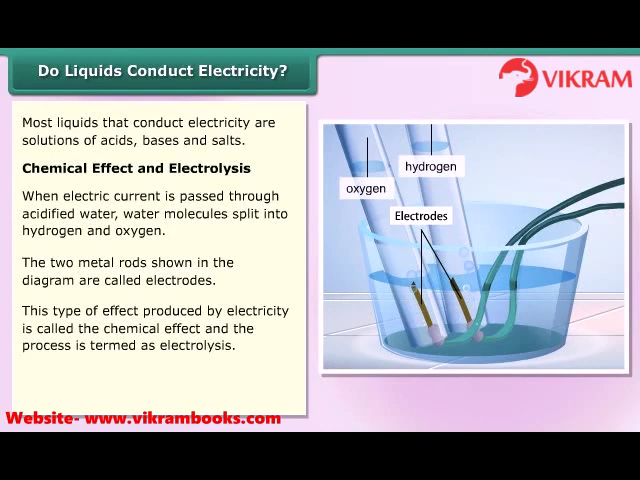 Do Liquids Conduct Electricity?
VIKRAM
Most liquids that conduct electricity are
solutions of acids, bases and salts.
Chemical Effect and Electrolysis
When electric current is passed through
acidified water, water molecules split into
hydrogen and oxygen.
The two metal rods shown in the
diagram are called electrodes.
This type of effect produced by electricity
is called the chemical effect and the
process is termed as electrolysis.
hydrogen
oxygen
Electrodes
Website- www.vikrambooks.com